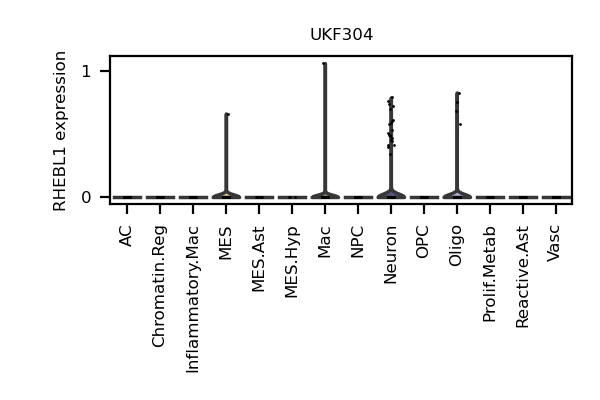 UKF304
RHEBL1 expression
1
0
AC
Chromatin.Reg
Inflammatory.Mac
MES
MES.Ast
MES.Hyp
Mac
NPC
Neuron
OPC
Oligo
Prolif.Metab
Reactive.Ast
Vasc